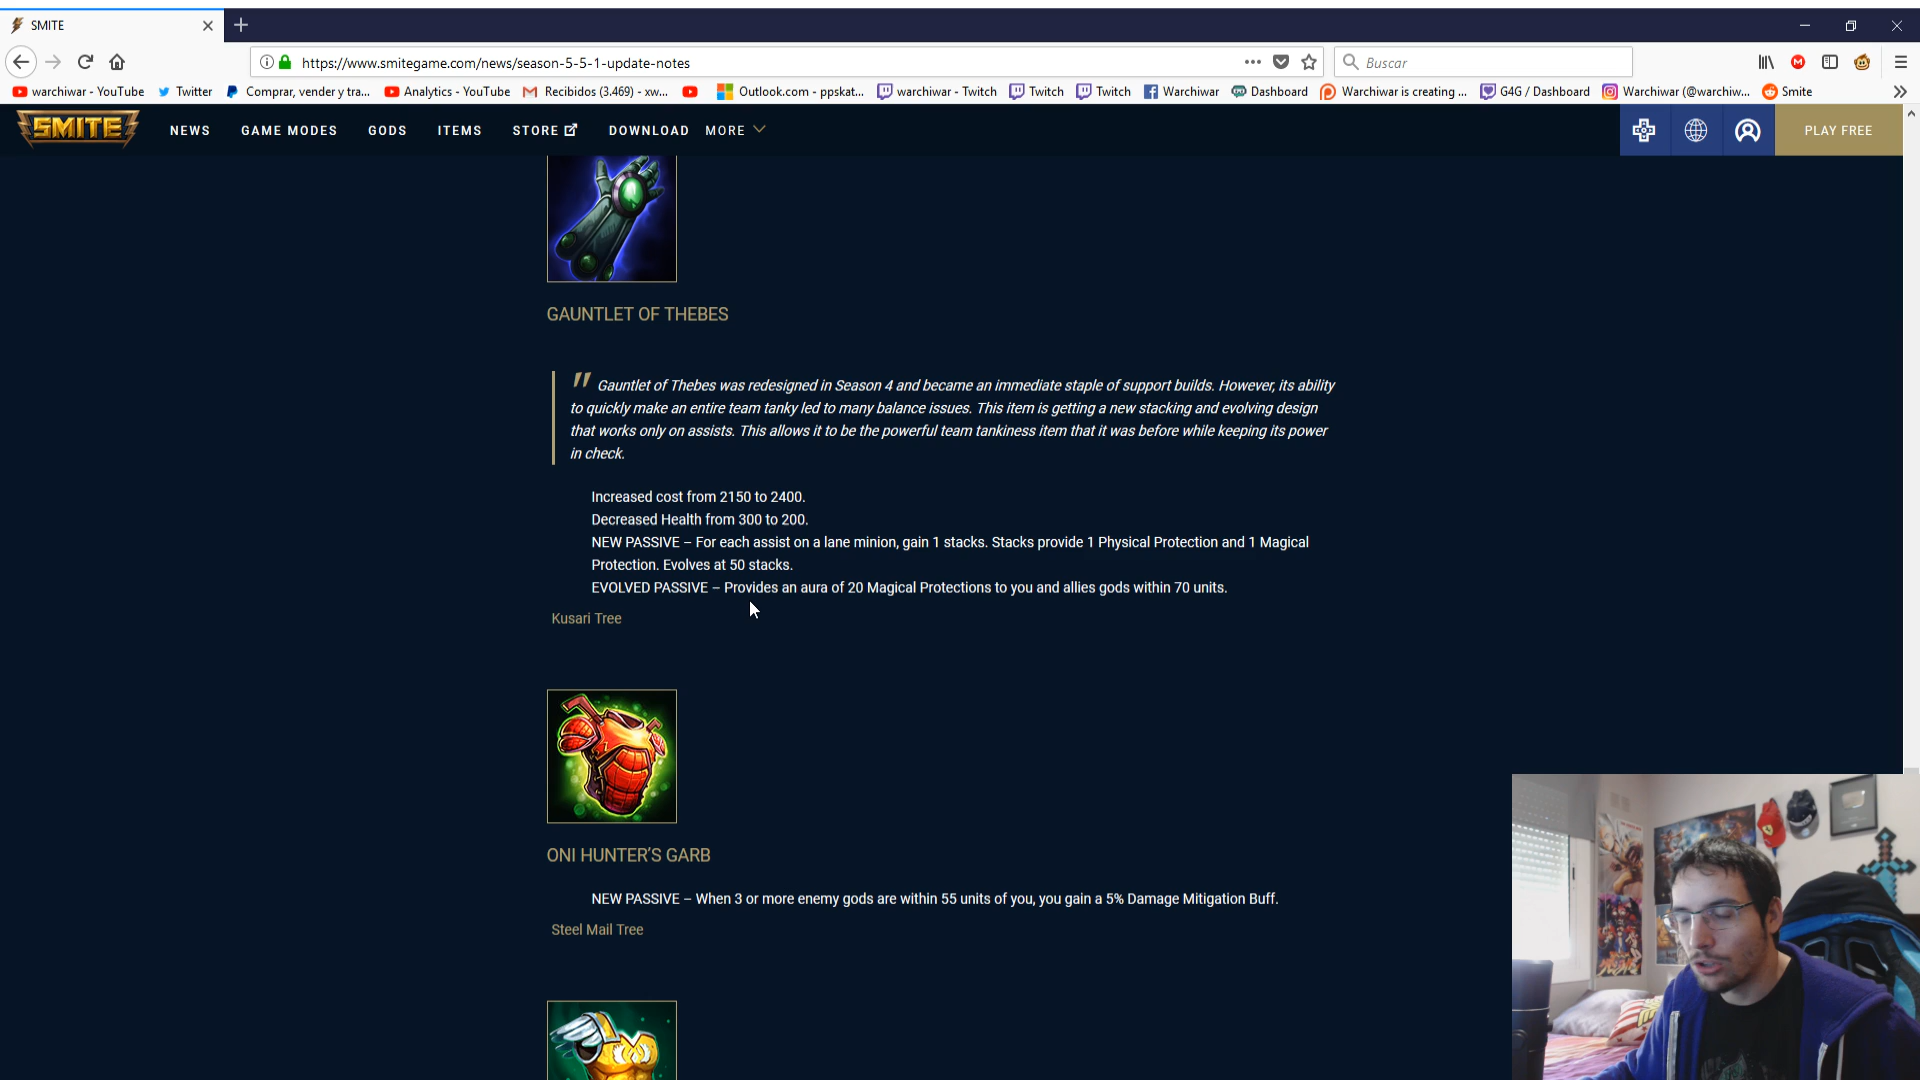 SMITE
https://www.smitegame.com/news/season-5-5-1-update-notes
Buscar
warchiwar - YouTube
Twitter
Comprar, vender y tra...
Analytics - YouTube
Recibidos (3.469) - xw...
Outlook.com - ppskat...
warchiwar - Twitch
Twitch
Twitch
Warchiwar
Dashboard
Warchiwar is creating ...
G4G / Dashboard
Warchiwar (@warchiw...
Smite
SMITE
NEWS
GAME MODES
GODS
ITEMS
STORE
DOWNLOAD
MORE
PLAY FREE
GAUNTLET OF THEBES
" Gauntlet of Thebes was redesigned in Season 4 and became an immediate staple of support builds. However, its ability
to quickly make an entire team tanky led to many balance issues. This item is getting a new stacking and evolving design
that works only on assists. This allows it to be the powerful team tankiness item that it was before while keeping its power
in check.
Increased cost from 2150 to 2400.
Decreased Health from 300 to 200.
NEW PASSIVE – For each assist on a lane minion, gain 1 stacks. Stacks provide 1 Physical Protection and 1 Magical
Protection. Evolves at 50 stacks.
EVOLVED PASSIVE – Provides an aura of 20 Magical Protections to you and allies gods within 70 units.
Kusari Tree
ONI HUNTER'S GARB
NEW PASSIVE – When 3 or more enemy gods are within 55 units of you, you gain a 5% Damage Mitigation Buff.
Steel Mail Tree